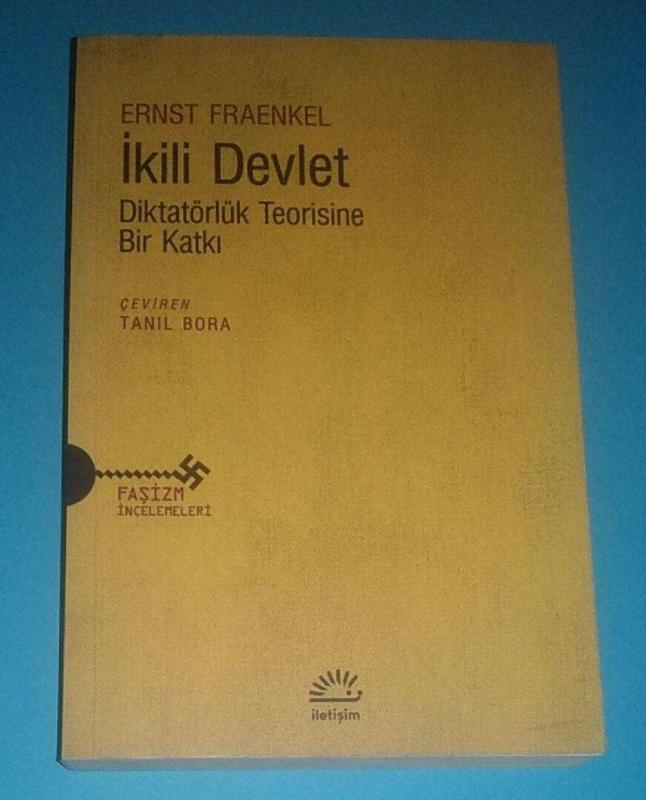 ERNST FRAENKEL
İkili Devlet
Diktatörlük Teorisine
Bir Katkı
ÇEVİREN
TANIL BORA
FAŞİZM
İNCELEMELERİ
iletişim